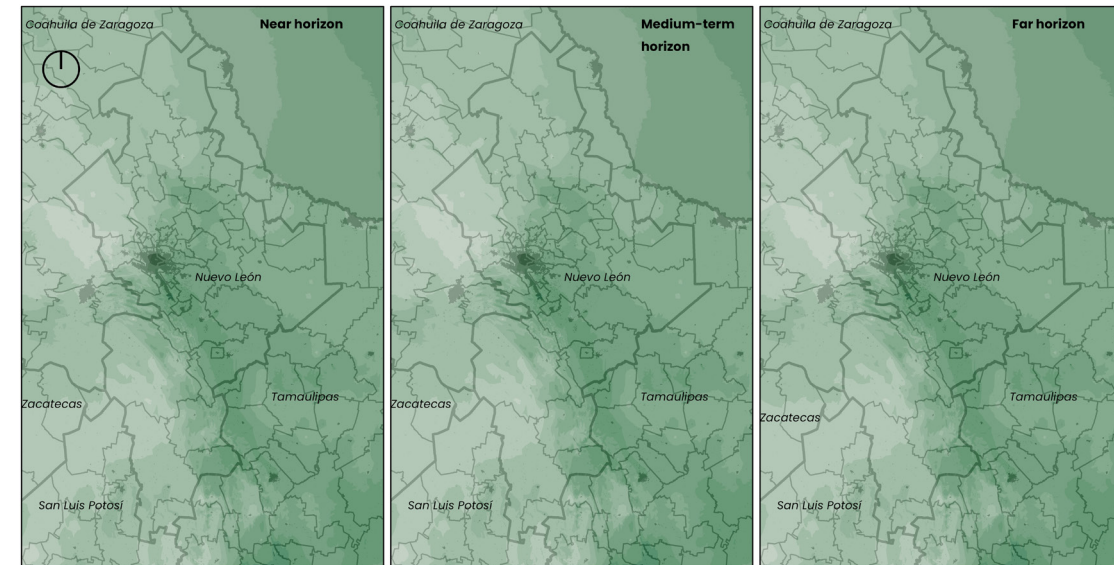 Coahuila de Zaragoza
Near horizon
Nuevo León
Zacatecas
Tamaulipas
San Luis Potosí
Coahuila de Zaragoza
Medium-term
horizon
Nuevo León
Zacatecas
Tamaulipas
San Luis Potosí
Coahuila de Zaragoza
Far horizon
Nuevo León
Tamaulipas
Zacatecas
San Luis Potosí